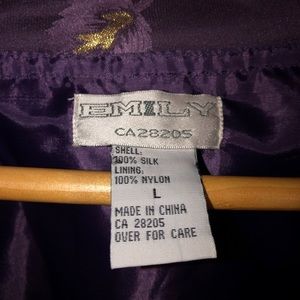 EMILY
CA28205
SHELL:
100% SILK
LINING:
100% NYLON
L
MADE IN CHINA
CA 28205
OVER FOR CARE